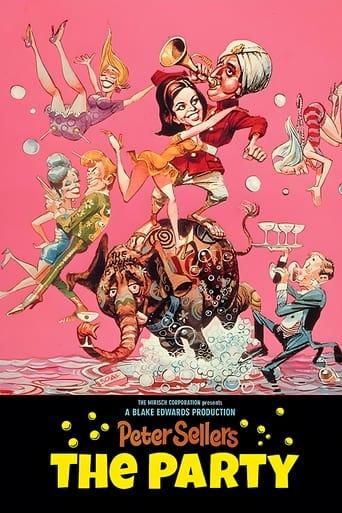 THE MIRISCH CORPORATION presents
A BLAKE EDWARDS PRODUCTION
Peter Sellers
THE PARTY